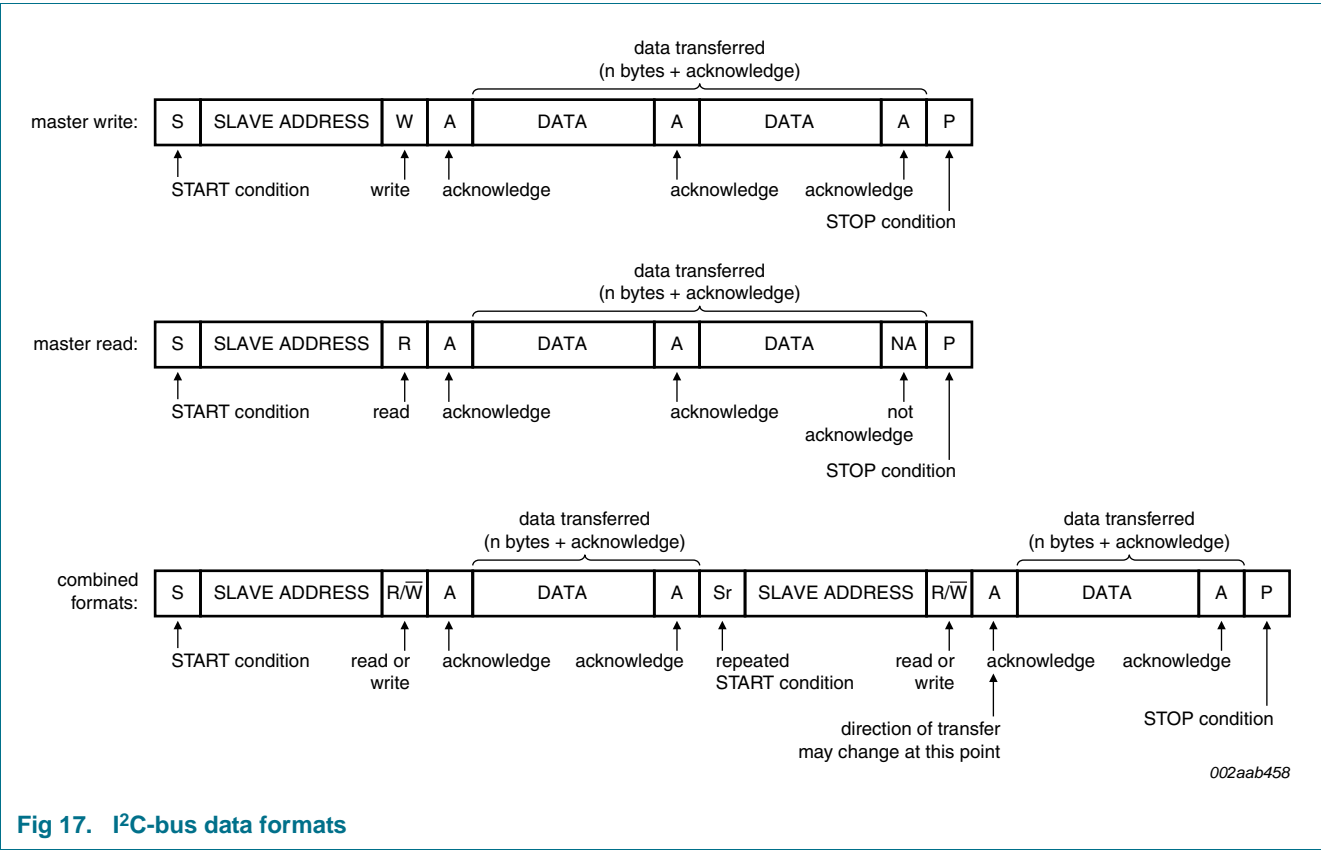 data transferred
(n bytes + acknowledge)
master write: S SLAVE ADDRESS W A DATA A DATA A P
START condition write acknowledge acknowledge acknowledge
STOP condition
data transferred
(n bytes + acknowledge)
master read: S SLAVE ADDRESS R A DATA A DATA NA P
START condition read acknowledge acknowledge not
acknowledge
STOP condition
data transferred data transferred
(n bytes + acknowledge) (n bytes + acknowledge)
combined
formats: S SLAVE ADDRESS R/W̅ A DATA A Sr SLAVE ADDRESS R/W̅ A DATA A P
START condition read or acknowledge acknowledge repeated read or acknowledge acknowledge
write START condition write
direction of transfer STOP condition
may change at this point
002aab458
Fig 17. I²C-bus data formats